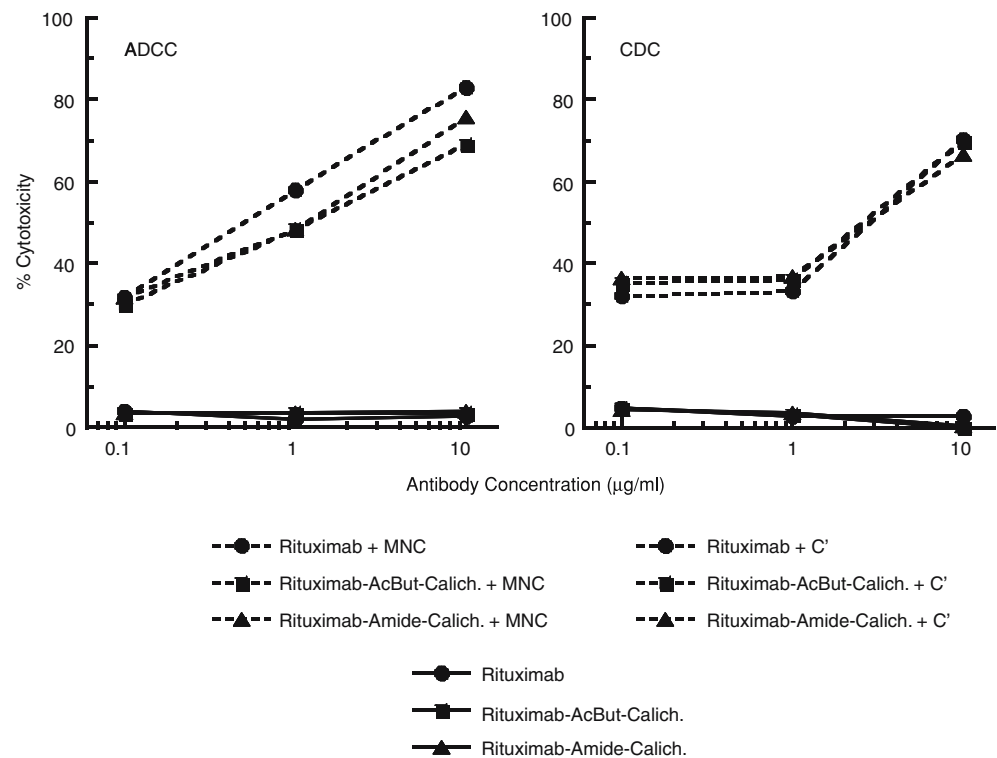 ADCC
CDC
100
80
60
40
20
0
% Cytotoxicity
0.1 1 10
100
80
60
40
20
0
0.1 1 10
Antibody Concentration (μg/ml)
Rituximab + MNC
Rituximab-AcBut-Calich. + MNC
Rituximab-Amide-Calich. + MNC
Rituximab + C'
Rituximab-AcBut-Calich. + C'
Rituximab-Amide-Calich. + C'
Rituximab
Rituximab-AcBut-Calich.
Rituximab-Amide-Calich.